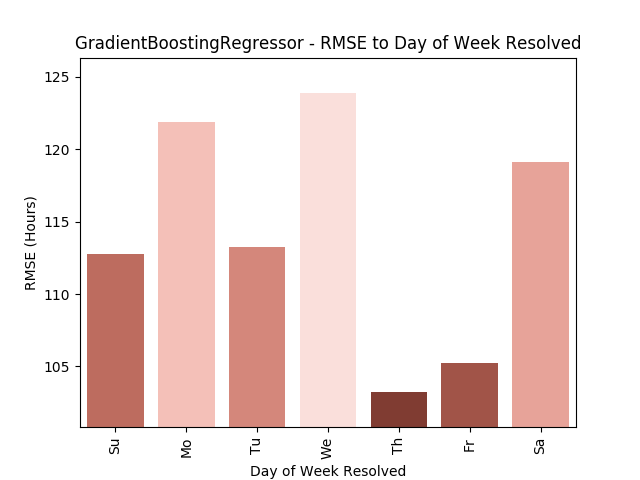 GradientBoostingRegressor - RMSE to Day of Week Resolved
125
120
115
110
105
RMSE (Hours)
Su
Mo
Tu
We
Th
Fr
Sa
Day of Week Resolved